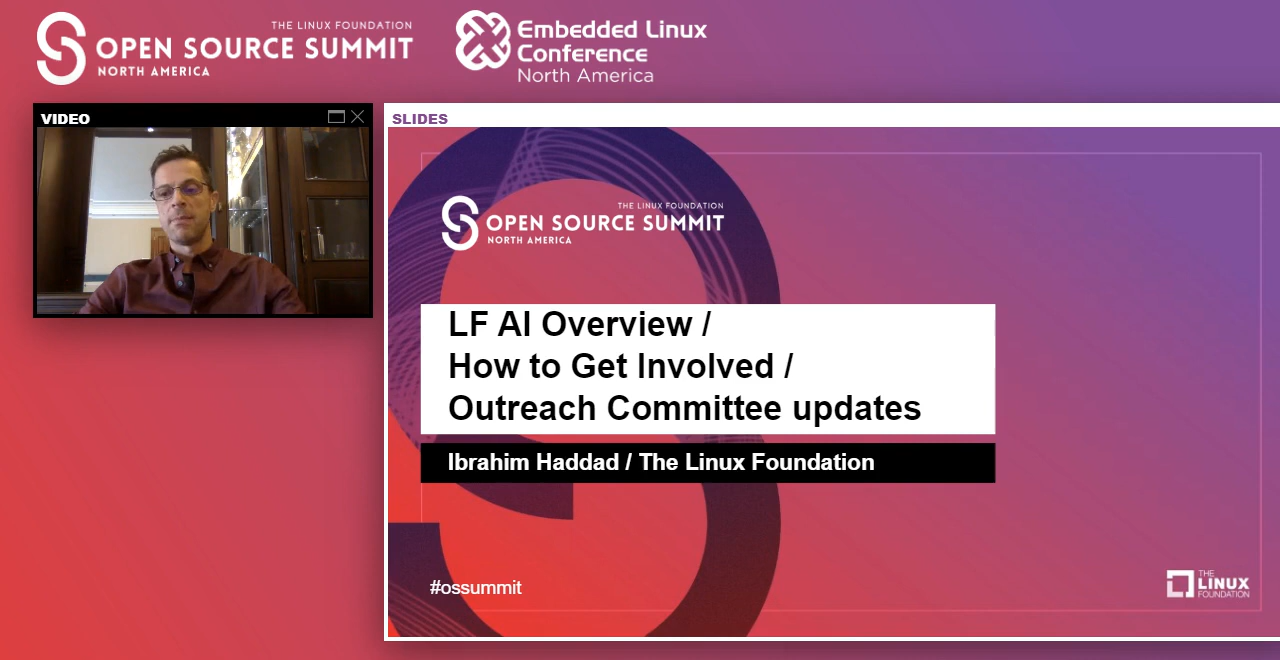 THE LINUX FOUNDATION
OPEN SOURCE SUMMIT
NORTH AMERICA
Embedded Linux
Conference
North America
VIDEO
SLIDES
THE LINUX FOUNDATION
OPEN SOURCE SUMMIT
NORTH AMERICA
LF AI Overview /
How to Get Involved /
Outreach Committee updates
Ibrahim Haddad / The Linux Foundation
#ossummit
THE
LINUX
FOUNDATION